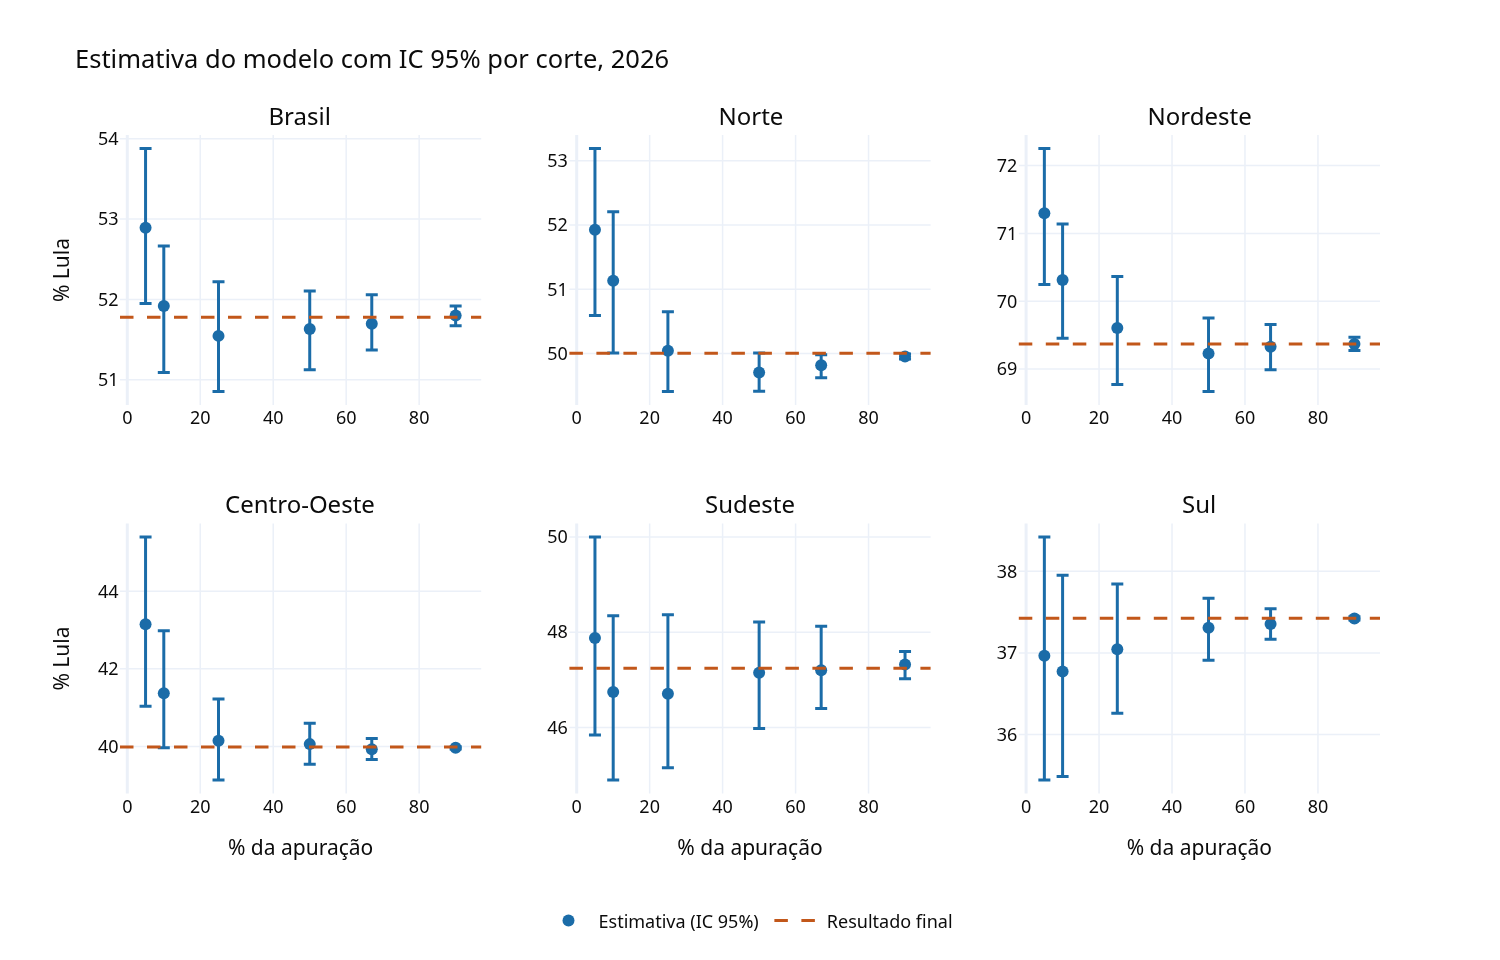 Estimativa do modelo com IC 95% por corte, 2026
Brasil
Norte
Nordeste
% Lula
54
53
52
51
0 20 40 60 80
53
52
51
50
0 20 40 60 80
72
71
70
69
0 20 40 60 80
Centro-Oeste
Sudeste
Sul
% Lula
44
42
40
0 20 40 60 80
50
48
46
0 20 40 60 80
38
37
36
0 20 40 60 80
% da apuração
% da apuração
% da apuração
Estimativa (IC 95%)
Resultado final